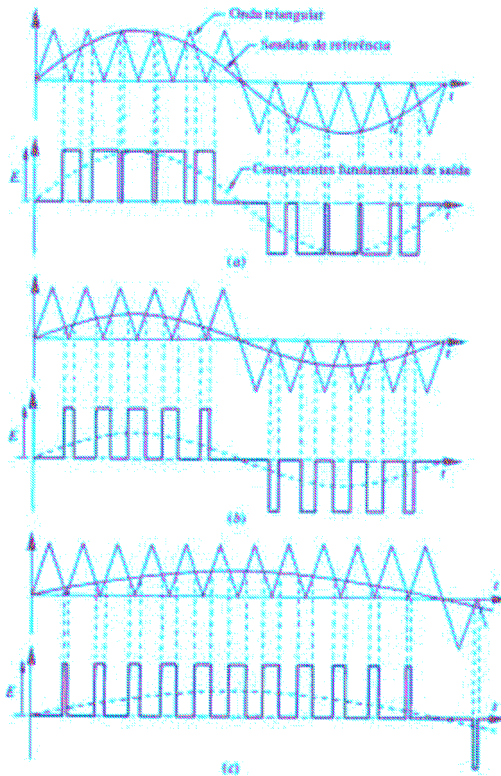 Onda triangular
Senóide de referência
t
E
Componentes fundamentais de saída
t
(a)
t
E
t
(b)
t
E
t
(c)